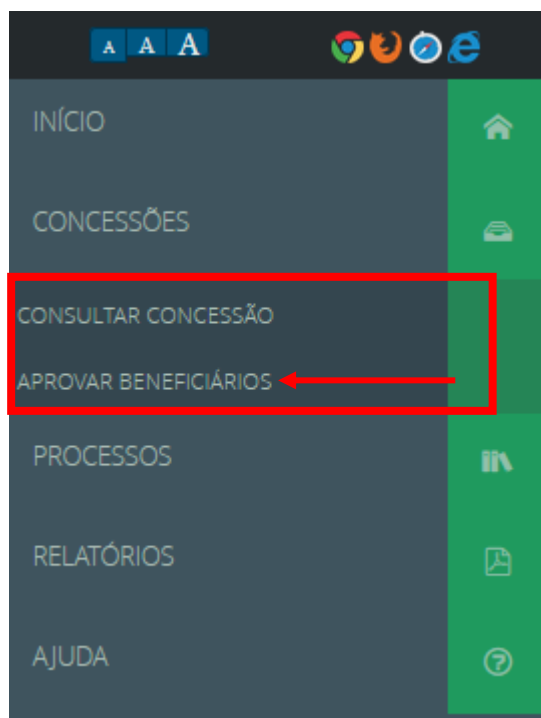 A A A
INÍCIO
CONCESSÕES
CONSULTAR CONCESSÃO
APROVAR BENEFICIÁRIOS
PROCESSOS
RELATÓRIOS
AJUDA